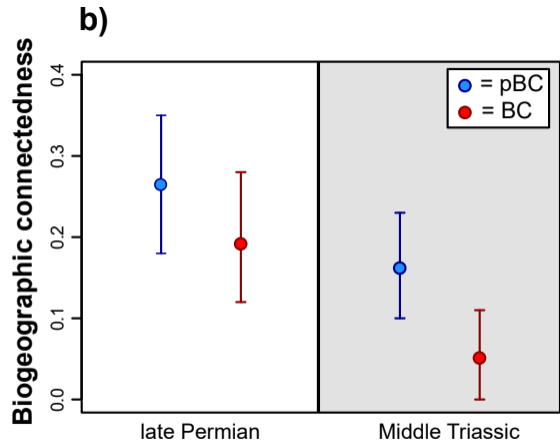 b)
Biogeographic connectedness
0.4
0.3
0.2
0.1
0.0
= pBC
= BC
late Permian
Middle Triassic